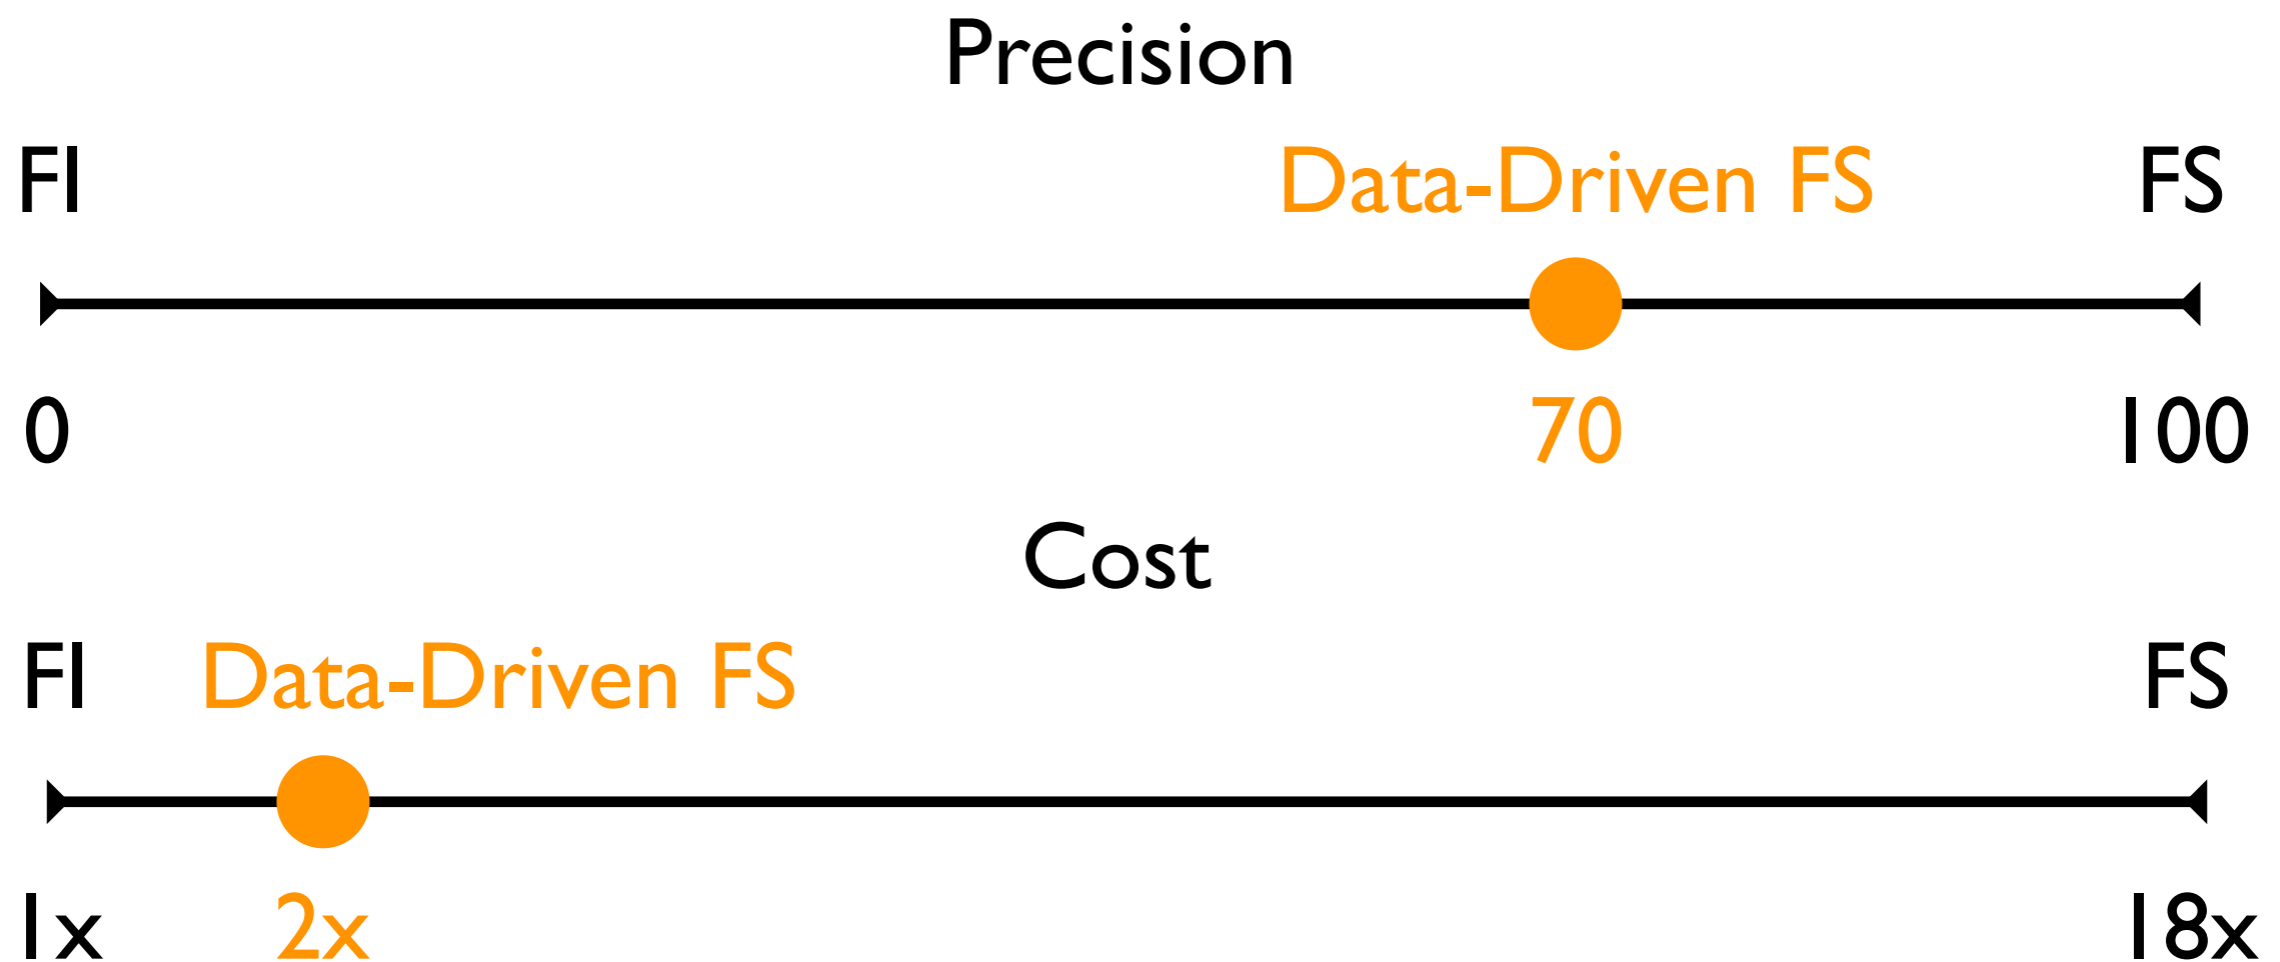 Precision
FI Data-Driven FS FS
0 70 100
Cost
FI Data-Driven FS FS
1x 2x 18x